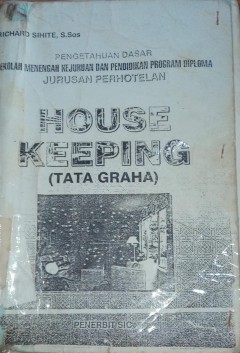 RICHARD SIHITE, S.Sos
PENGETAHUAN DASAR
SEKOLAH MENENGAH KEJURUAN DAN PENDIDIKAN PROGRAM DIPLOMA
JURUSAN PERHOTELAN
HOUSE
KEEPING
(TATA GRAHA)
PENERBIT SIC